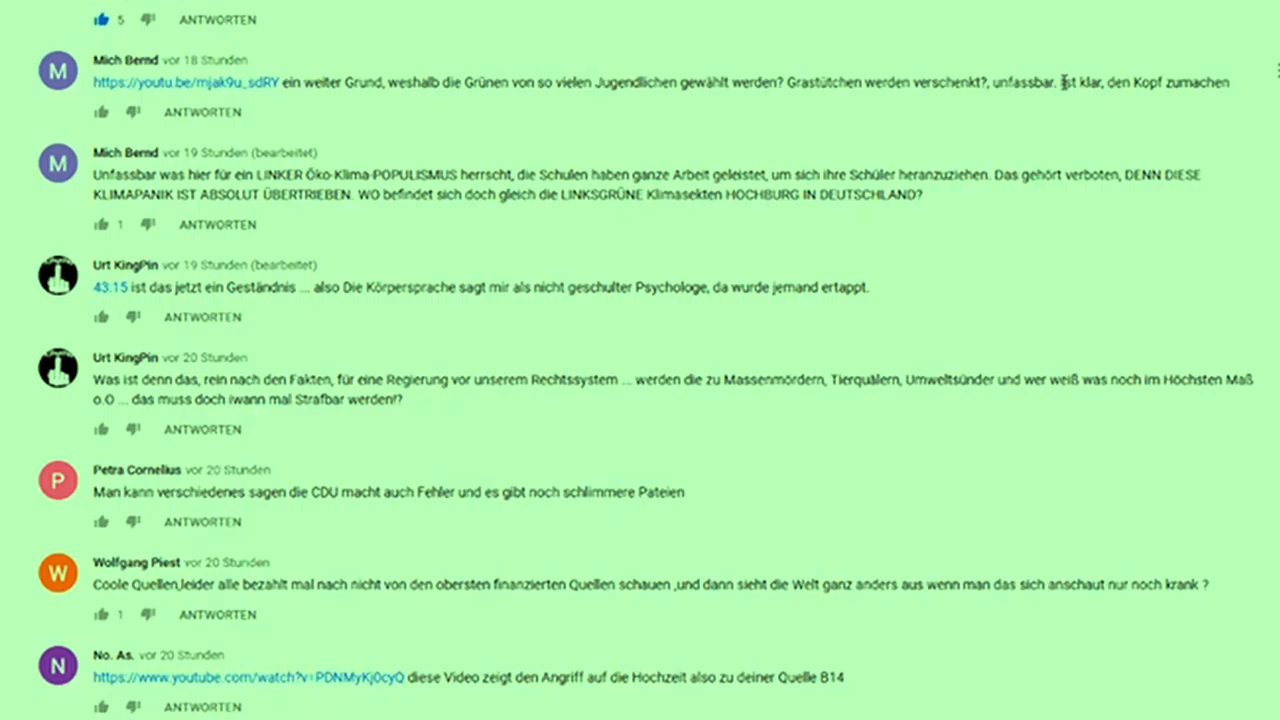 5 ANTWORTEN
M
Mich Bernd vor 18 Stunden
https://youtu.be/mjak9u_sdRY ein weiter Grund, weshalb die Grünen von so vielen Jugendlichen gewählt werden? Grastütchen werden verschenkt?, unfassbar. Ist klar, den Kopf zumachen
ANTWORTEN
M
Mich Bernd vor 19 Stunden (bearbeitet)
Unfassbar was hier für ein LINKER Öko-Klima-POPULISMUS herrscht, die Schulen haben ganze Arbeit geleistet, um sich ihre Schüler heranzuziehen. Das gehört verboten, DENN DIESE
KLIMAPANIK IST ABSOLUT ÜBERTRIEBEN. WO befindet sich doch gleich die LINKSGRÜNE Klimasekten HOCHBURG IN DEUTSCHLAND?
1 ANTWORTEN
Urt KingPin vor 19 Stunden (bearbeitet)
43:15 ist das jetzt ein Geständnis ... also Die Körpersprache sagt mir als nicht geschulter Psychologe, da wurde jemand ertappt.
ANTWORTEN
Urt KingPin vor 20 Stunden
Was ist denn das, rein nach den Fakten, für eine Regierung vor unserem Rechtssystem ... werden die zu Massenmördern, Tierquälern, Umweltsünder und wer weiß was noch im Höchsten Maß
o.O ... das muss doch iwann mal Strafbar werden!?
ANTWORTEN
P
Petra Cornelius vor 20 Stunden
Man kann verschiedenes sagen die CDU macht auch Fehler und es gibt noch schlimmere Pateien
ANTWORTEN
W
Wolfgang Piest vor 20 Stunden
Coole Quellen,leider alle bezahlt mal nach nicht von den obersten finanzierten Quellen schauen ,und dann sieht die Welt ganz anders aus wenn man das sich anschaut nur noch krank ?
1 ANTWORTEN
N
No. As. vor 20 Stunden
https://www.youtube.com/watch?v=PDNMyKj0cyQ diese Video zeigt den Angriff auf die Hochzeit also zu deiner Quelle B14
ANTWORTEN